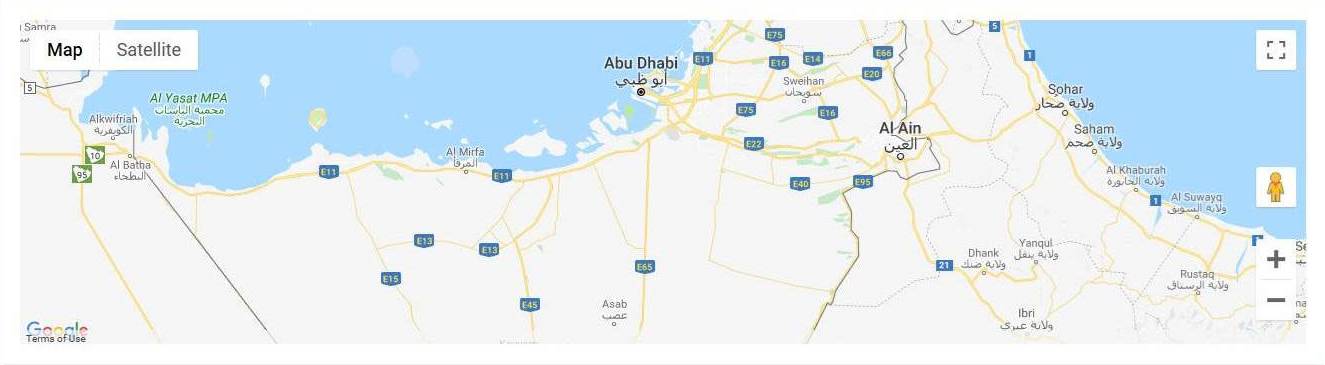 Samra
Map
Satellite
5
Al Yasat MPA
محمية الياسات
البحرية
Alkwifriah
الكويفرية
10
95
Al Batha
البطحاء
E11
Al Mirfa
المرفأ
E11
E13
E13
E15
E45
E65
Asab
عصب
Abu Dhabi
أبو ظبي
E11
E75
E16
E14
E66
E20
Sweihan
سويحان
E75
E16
E22
E40
E95
Al Ain
العين
5
1
Sohar
ولاية صحار
Saham
ولاية صحم
Al Khaburah
ولاية الخابورة
1
Al Suwayq
ولاية السويق
21
Dhank
ولاية ضنك
Yanqul
ولاية ينقل
Rustaq
ولاية الرستاق
Ibri
ولاية عبري
+
−
Google
Terms of Use